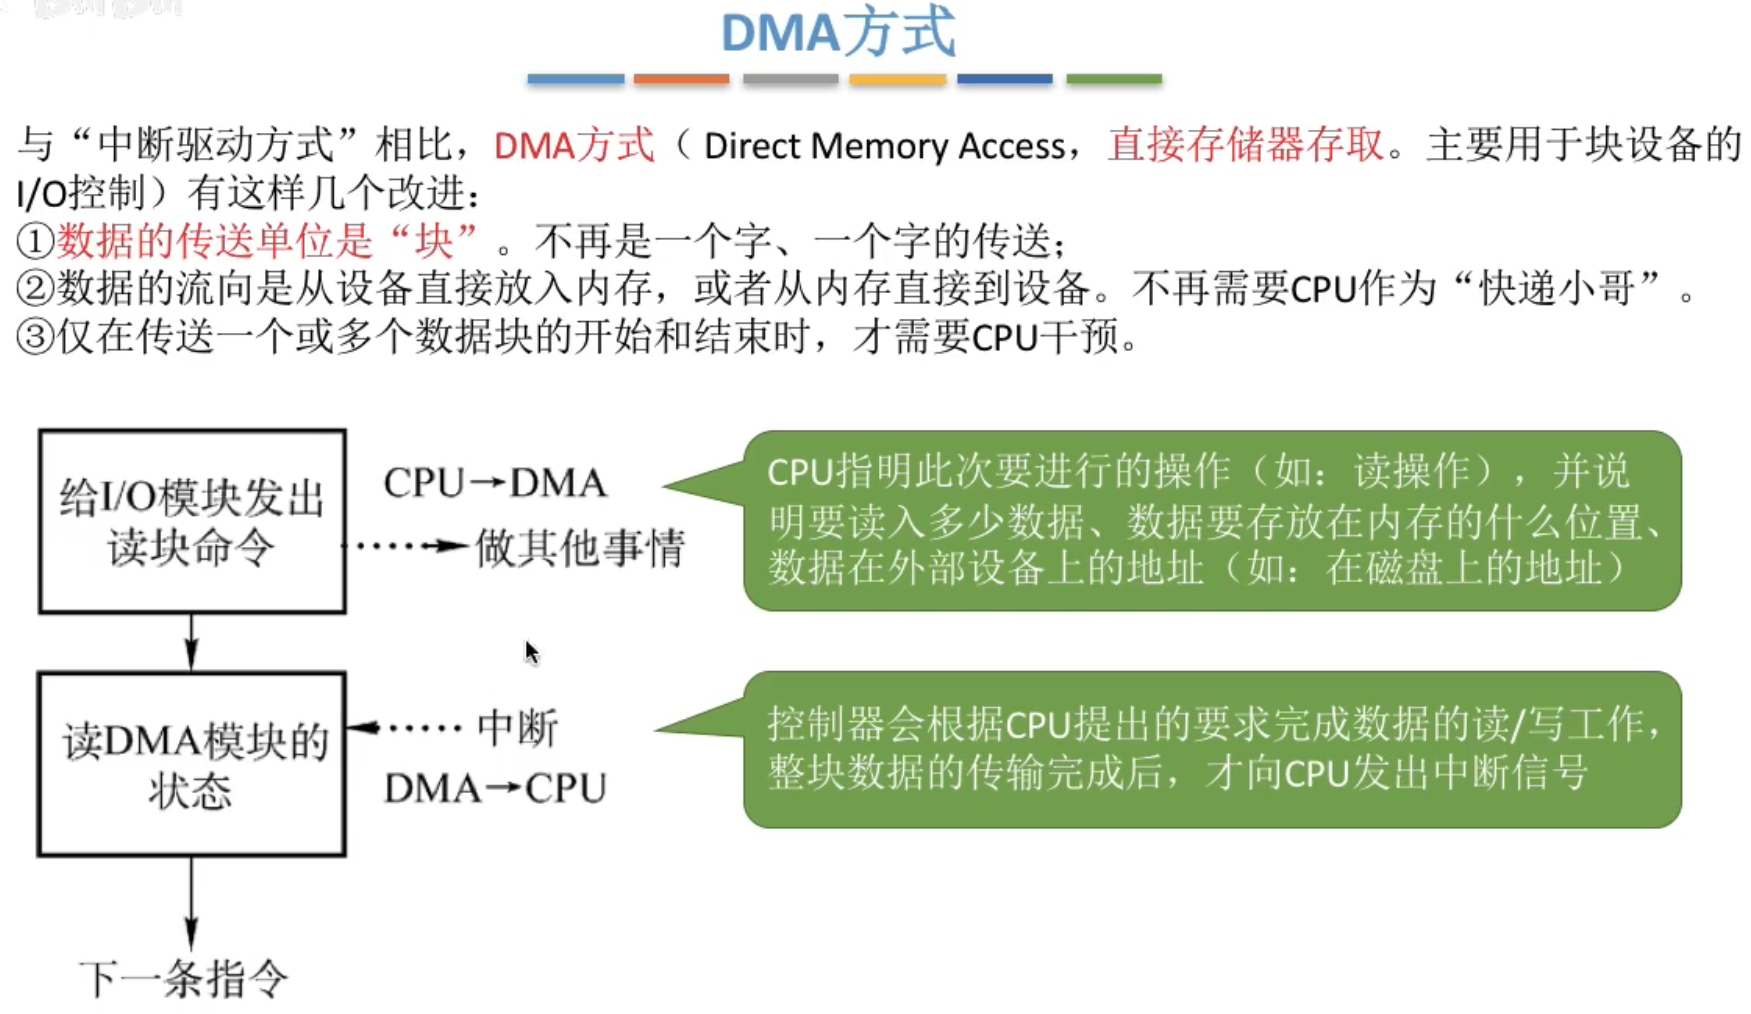 DMA方式
与“中断驱动方式”相比，DMA方式（ Direct Memory Access，直接存储器存取。主要用于块设备的
I/O控制）有这样几个改进：
①数据的传送单位是“块”。不再是一个字、一个字的传送；
②数据的流向是从设备直接放入内存，或者从内存直接到设备。不再需要CPU作为“快递小哥”。
③仅在传送一个或多个数据块的开始和结束时，才需要CPU干预。
给I/O模块发出
读块命令
CPU→DMA
做其他事情
CPU指明此次要进行的操作（如：读操作），并说
明要读入多少数据、数据要存放在内存的什么位置、
数据在外部设备上的地址（如：在磁盘上的地址）
读DMA模块的
状态
中断
DMA→CPU
控制器会根据CPU提出的要求完成数据的读/写工作，
整块数据的传输完成后，才向CPU发出中断信号
下一条指令